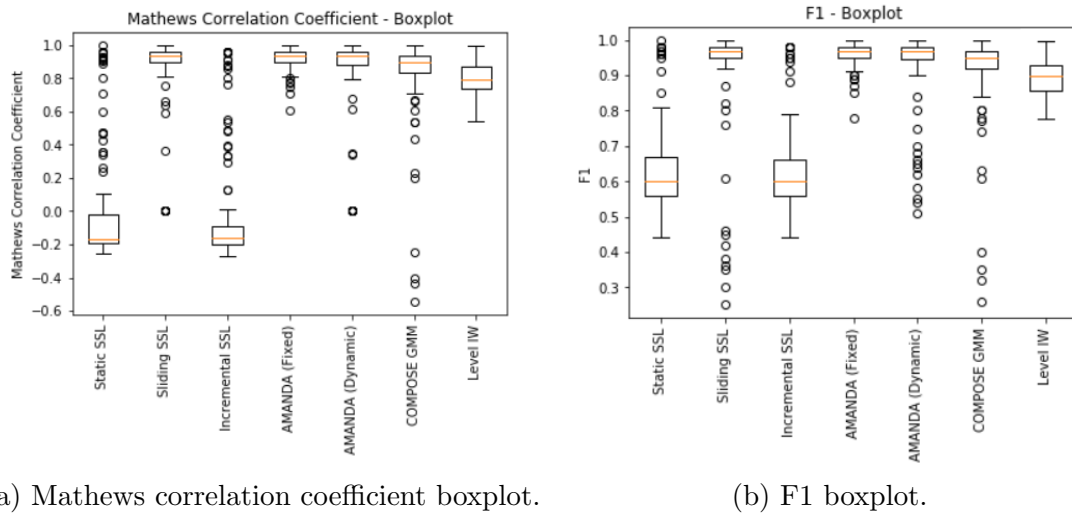 Mathews Correlation Coefficient - Boxplot
Mathews Correlation Coefficient
1.0
0.8
0.6
0.4
0.2
0.0
−0.2
−0.4
−0.6
Static SSL
Sliding SSL
Incremental SSL
AMANDA (Fixed)
AMANDA (Dynamic)
COMPOSE GMM
Level IW
F1 - Boxplot
F1
1.0
0.9
0.8
0.7
0.6
0.5
0.4
0.3
Static SSL
Sliding SSL
Incremental SSL
AMANDA (Fixed)
AMANDA (Dynamic)
COMPOSE GMM
Level IW
a) Mathews correlation coefficient boxplot.
(b) F1 boxplot.